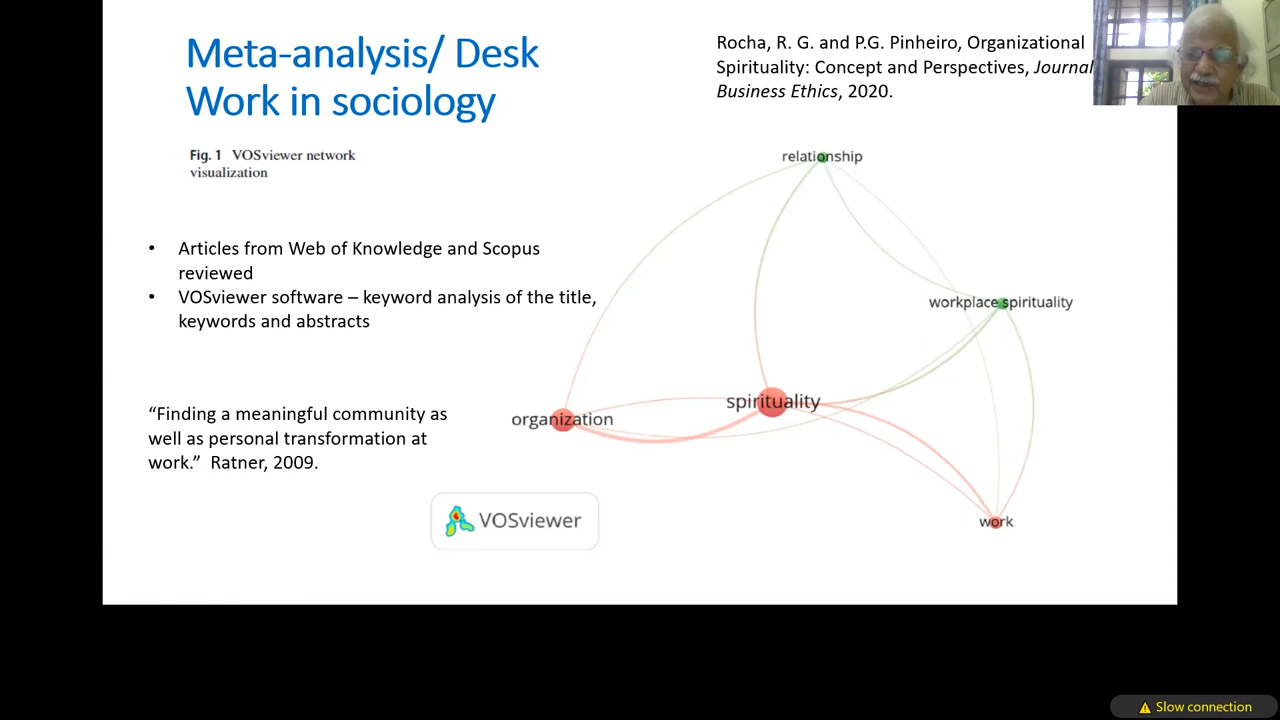 Meta-analysis/ Desk
Work in sociology
Rocha, R. G. and P.G. Pinheiro, Organizational
Spirituality: Concept and Perspectives, Journal
Business Ethics, 2020.
Fig. 1 VOSviewer network
visualization
• Articles from Web of Knowledge and Scopus
reviewed
• VOSviewer software – keyword analysis of the title,
keywords and abstracts
“Finding a meaningful community as
well as personal transformation at
work.” Ratner, 2009.
relationship
workplace spirituality
spirituality
organization
work
VOSviewer
Slow connection